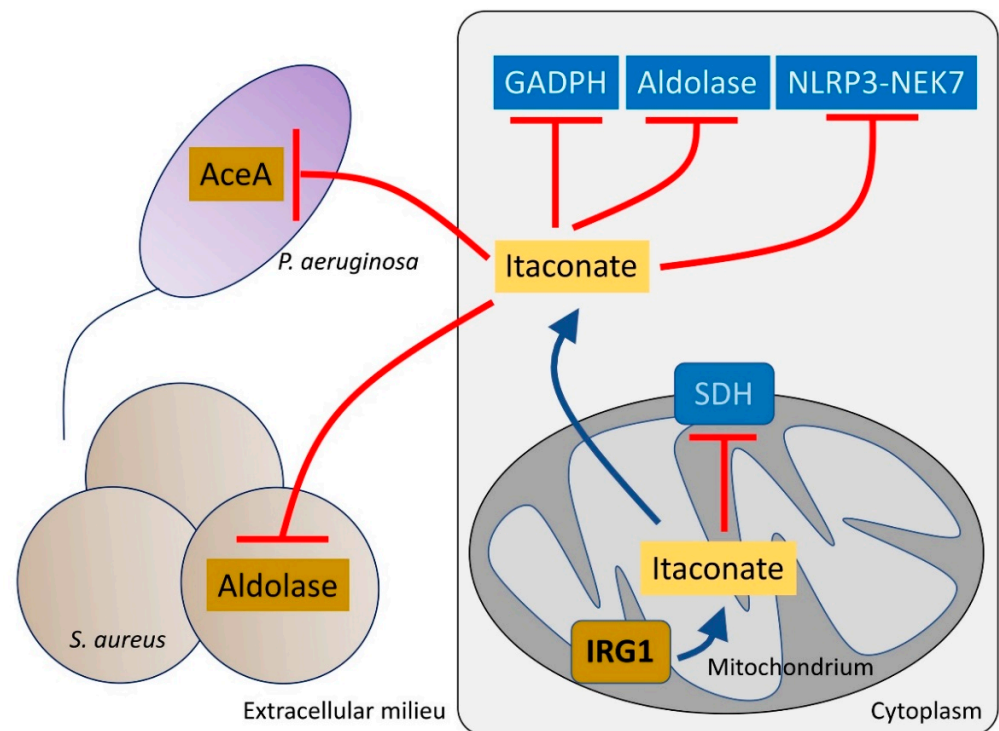 GADPH
Aldolase
NLRP3-NEK7
AceA
P. aeruginosa
Itaconate
SDH
Itaconate
Aldolase
S. aureus
IRG1
Mitochondrium
Extracellular milieu
Cytoplasm